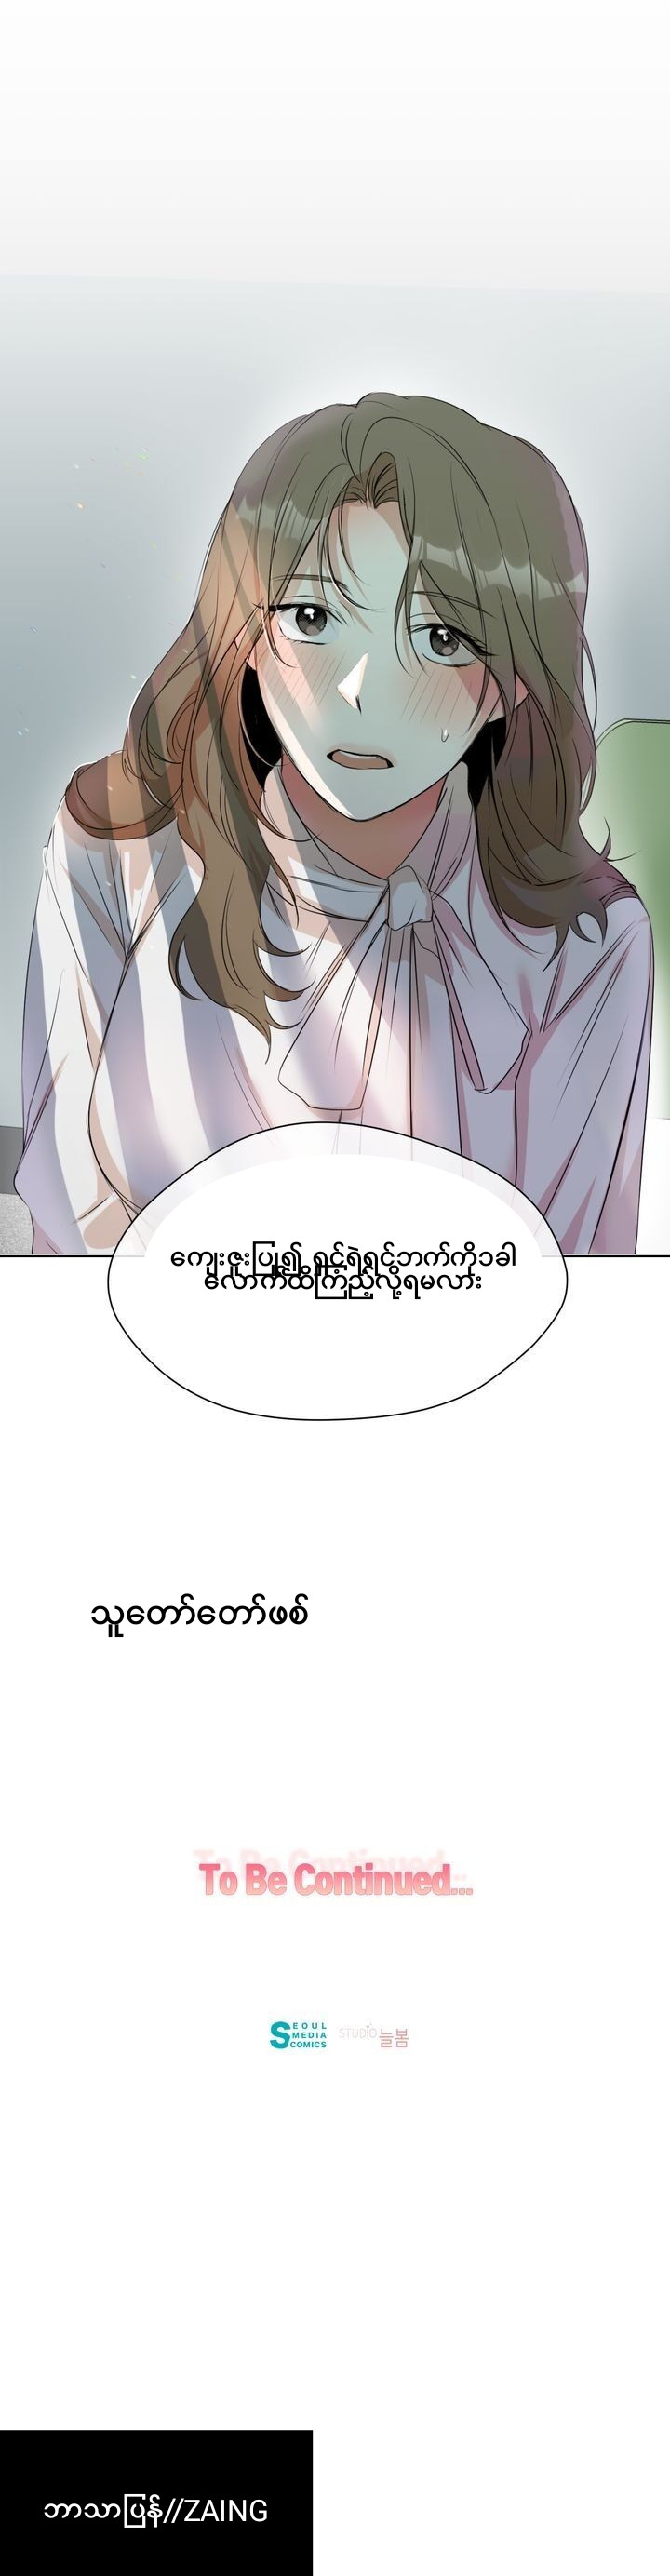 ကျေးဇူးပြု၍ ရှင့်ရဲ့ရင်ဘက်ကို၁ခါ
လောက်ထိကြည့်လို့ရမလား
သူတော်တော်ဖစ်
To Be Continued...
SEOUL MEDIA COMICS STUDIO 늘봄
ဘာသာပြန်//ZAING